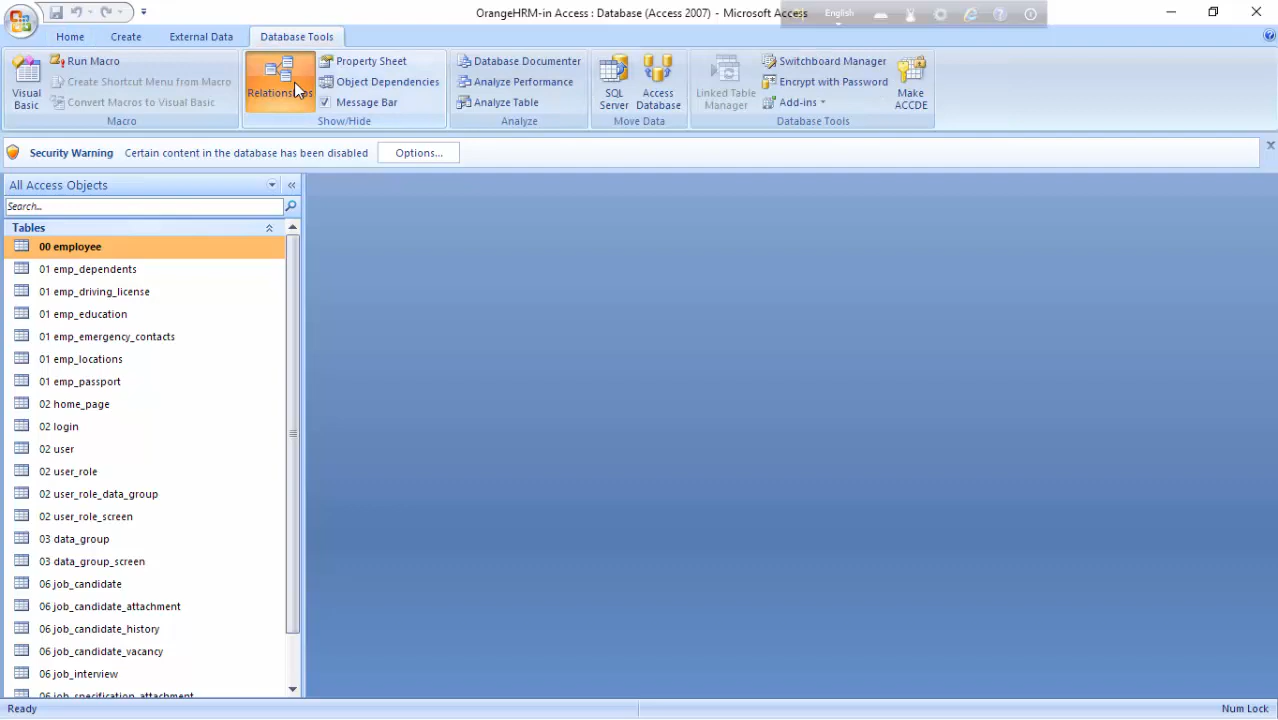 OrangeHRM-in Access : Database (Access 2007) - Microsoft Access
English
Home
Create
External Data
Database Tools
Visual Basic
Run Macro
Create Shortcut Menu from Macro
Convert Macros to Visual Basic
Macro
Relationships
Property Sheet
Object Dependencies
Message Bar
Show/Hide
Database Documenter
Analyze Performance
Analyze Table
Analyze
SQL Server
Access Database
Move Data
Linked Table Manager
Switchboard Manager
Encrypt with Password
Add-ins
Make ACCDE
Database Tools
Security Warning Certain content in the database has been disabled Options...
All Access Objects
Search...
Tables
00 employee
01 emp_dependents
01 emp_driving_license
01 emp_education
01 emp_emergency_contacts
01 emp_locations
01 emp_passport
02 home_page
02 login
02 user
02 user_role
02 user_role_data_group
02 user_role_screen
03 data_group
03 data_group_screen
06 job_candidate
06 job_candidate_attachment
06 job_candidate_history
06 job_candidate_vacancy
06 job_interview
06 job_specification_attachment
Ready
Num Lock